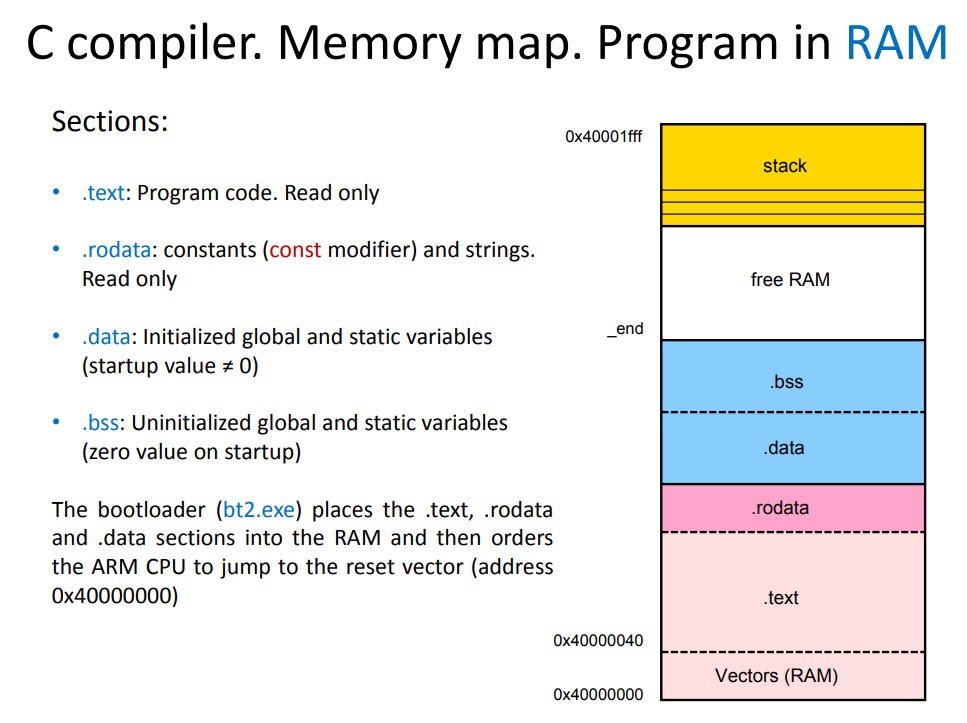 C compiler. Memory map. Program in RAM
Sections:
• .text: Program code. Read only
• .rodata: constants (const modifier) and strings.
Read only
• .data: Initialized global and static variables
(startup value ≠ 0)
• .bss: Uninitialized global and static variables
(zero value on startup)
The bootloader (bt2.exe) places the .text, .rodata
and .data sections into the RAM and then orders
the ARM CPU to jump to the reset vector (address
0x40000000)
0x40001fff
stack
free RAM
_end
.bss
.data
.rodata
.text
0x40000040
Vectors (RAM)
0x40000000